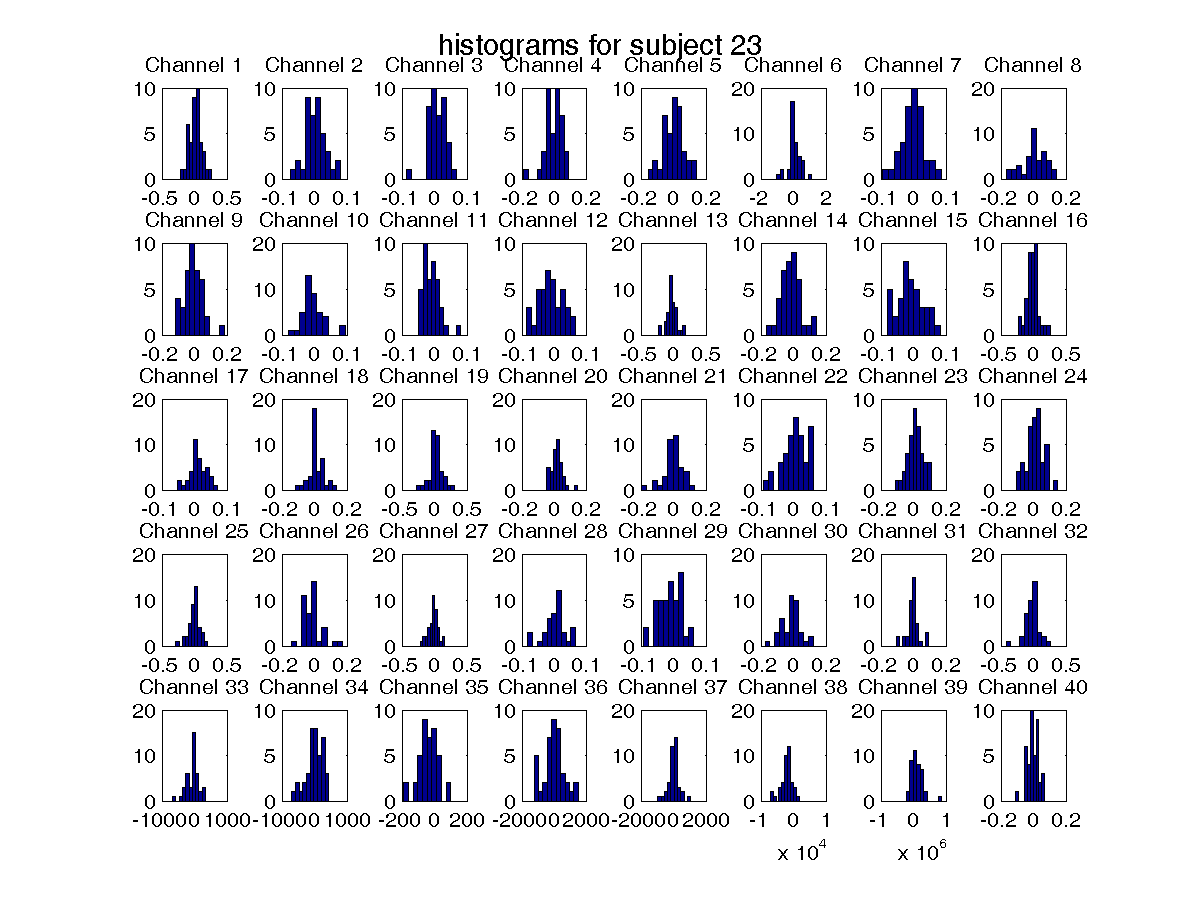 histograms for subject 23
Channel 1 Channel 2 Channel 3 Channel 4 Channel 5 Channel 6 Channel 7 Channel 8
10 10 10 10 10 20 10 20
5 5 5 5 5 10 5 10
0 0 0 0 0 0 0 0
-0.5 0 0.5 -0.1 0 0.1 -0.1 0 0.1 -0.2 0 0.2 -0.2 0 0.2 -2 0 2 -0.1 0 0.1 -0.2 0 0.2
Channel 9 Channel 10 Channel 11 Channel 12 Channel 13 Channel 14 Channel 15 Channel 16
10 20 10 10 20 10 10 10
5 10 5 5 10 5 5 5
0 0 0 0 0 0 0 0
-0.2 0 0.2 -0.1 0 0.1 -0.1 0 0.1 -0.1 0 0.1 -0.5 0 0.5 -0.2 0 0.2 -0.1 0 0.1 -0.5 0 0.5
Channel 17 Channel 18 Channel 19 Channel 20 Channel 21 Channel 22 Channel 23 Channel 24
20 20 20 20 20 10 10 10
10 10 10 10 10 5 5 5
0 0 0 0 0 0 0 0
-0.1 0 0.1 -0.2 0 0.2 -0.5 0 0.5 -0.2 0 0.2 -0.2 0 0.2 -0.1 0 0.1 -0.2 0 0.2 -0.2 0 0.2
Channel 25 Channel 26 Channel 27 Channel 28 Channel 29 Channel 30 Channel 31 Channel 32
20 20 20 20 10 20 20 20
10 10 10 10 5 10 10 10
0 0 0 0 0 0 0 0
-0.5 0 0.5 -0.2 0 0.2 -0.5 0 0.5 -0.1 0 0.1 -0.1 0 0.1 -0.2 0 0.2 -0.2 0 0.2 -0.5 0 0.5
Channel 33 Channel 34 Channel 35 Channel 36 Channel 37 Channel 38 Channel 39 Channel 40
20 10 10 10 20 20 20 10
10 5 5 5 10 10 10 5
0 0 0 0 0 0 0 0
-1000 0 1000 -1000 0 1000 -200 0 200 -2000 0 2000 -2000 0 2000 -1 0 1 -1 0 1 -0.2 0 0.2
x 10^4 x 10^6